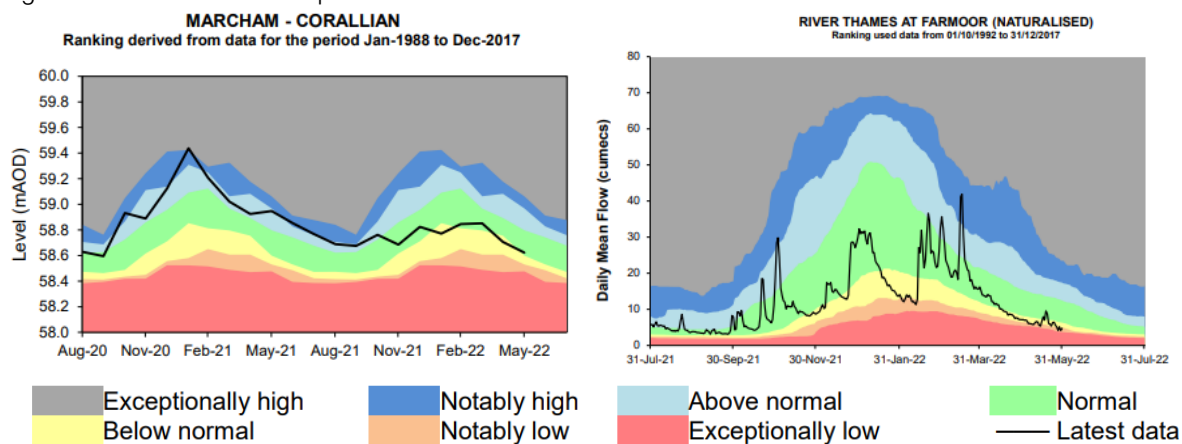 MARCHAM - CORALLIAN
Ranking derived from data for the period Jan-1988 to Dec-2017
60.0
59.8
59.6
59.4
59.2
59.0
58.8
58.6
58.4
58.2
58.0
Level (mAOD)
Aug-20 Nov-20 Feb-21 May-21 Aug-21 Nov-21 Feb-22 May-22
RIVER THAMES AT FARMOOR (NATURALISED)
Ranking used data from 01/10/1992 to 31/12/2017
80
70
60
50
40
30
20
10
0
Daily Mean Flow (cumecs)
31-Jul-21 30-Sep-21 30-Nov-21 31-Jan-22 31-Mar-22 31-May-22 31-Jul-22
Exceptionally high Notably high Above normal Normal
Below normal Notably low Exceptionally low Latest data